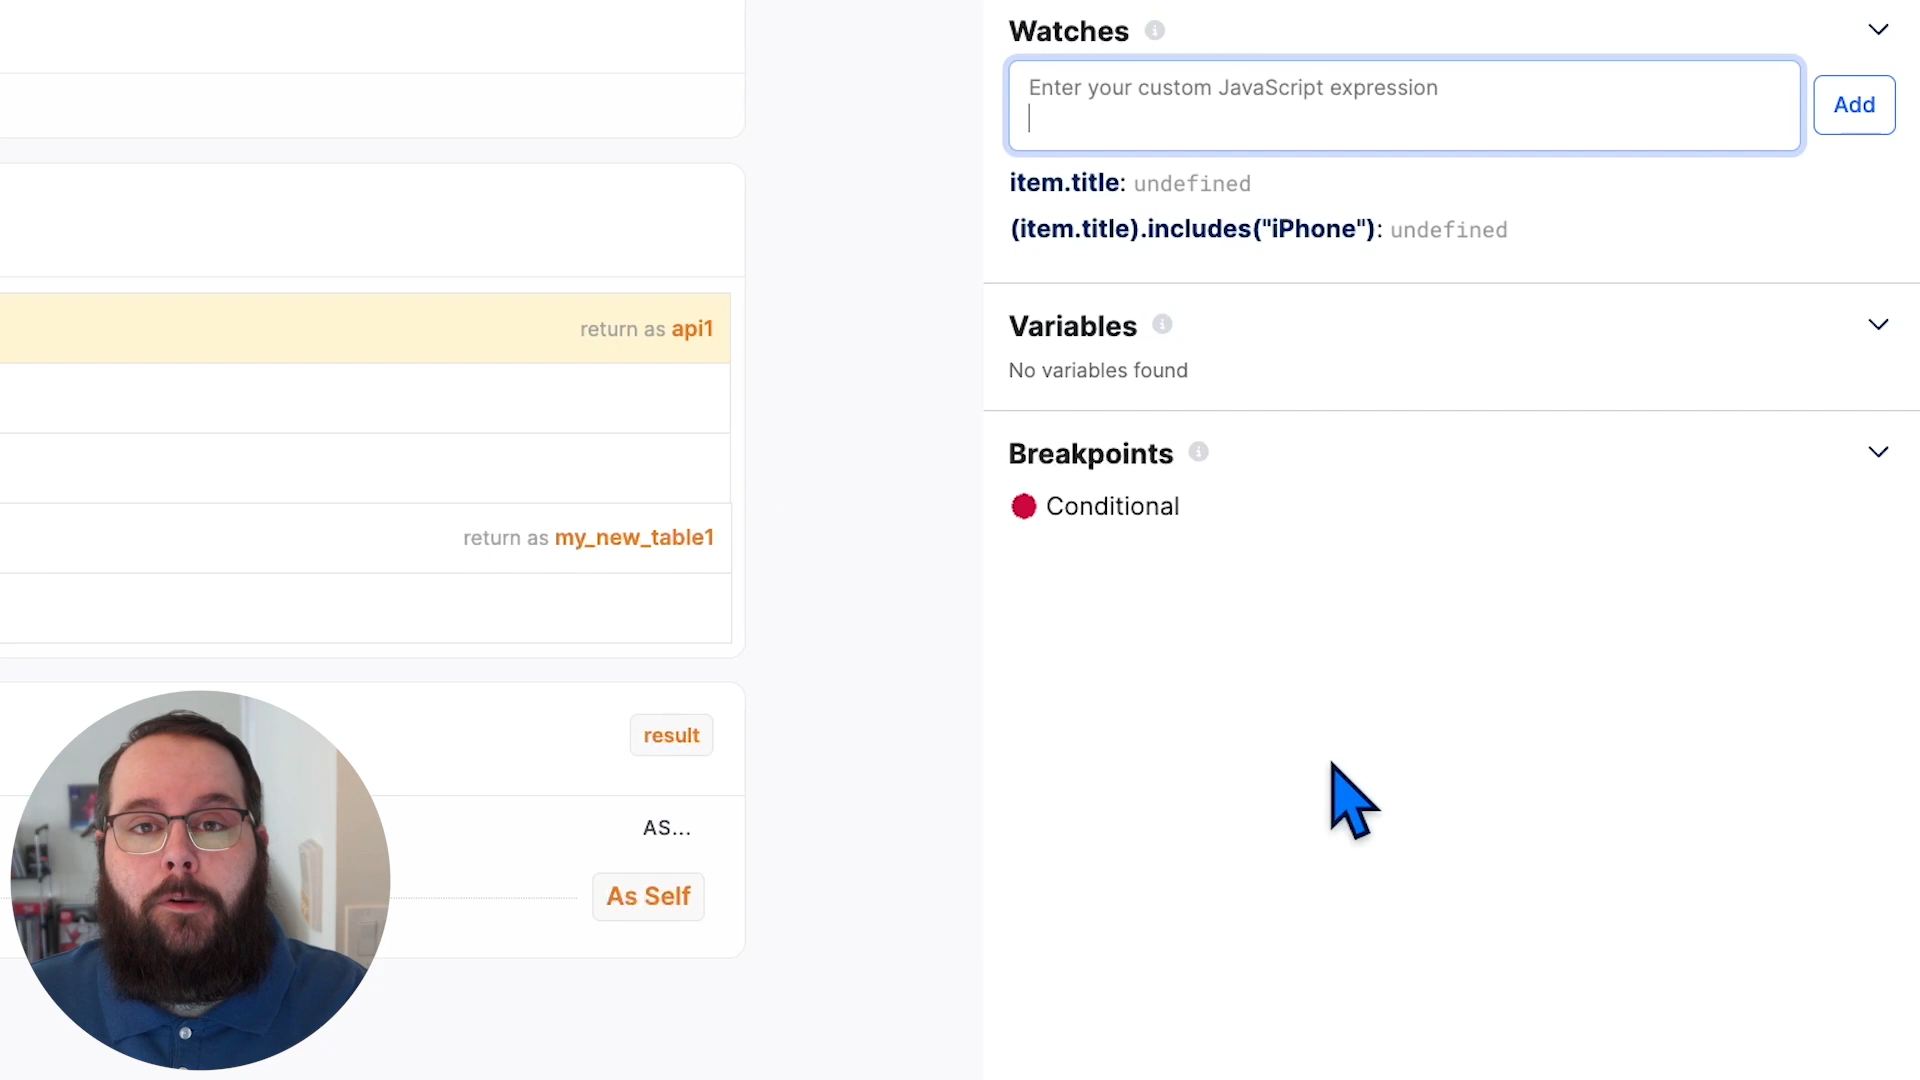 Watches
Enter your custom JavaScript expression
Add
item.title: undefined
(item.title).includes("iPhone"): undefined
Variables
No variables found
Breakpoints
Conditional
return as api1
return as my_new_table1
result
AS...
As Self